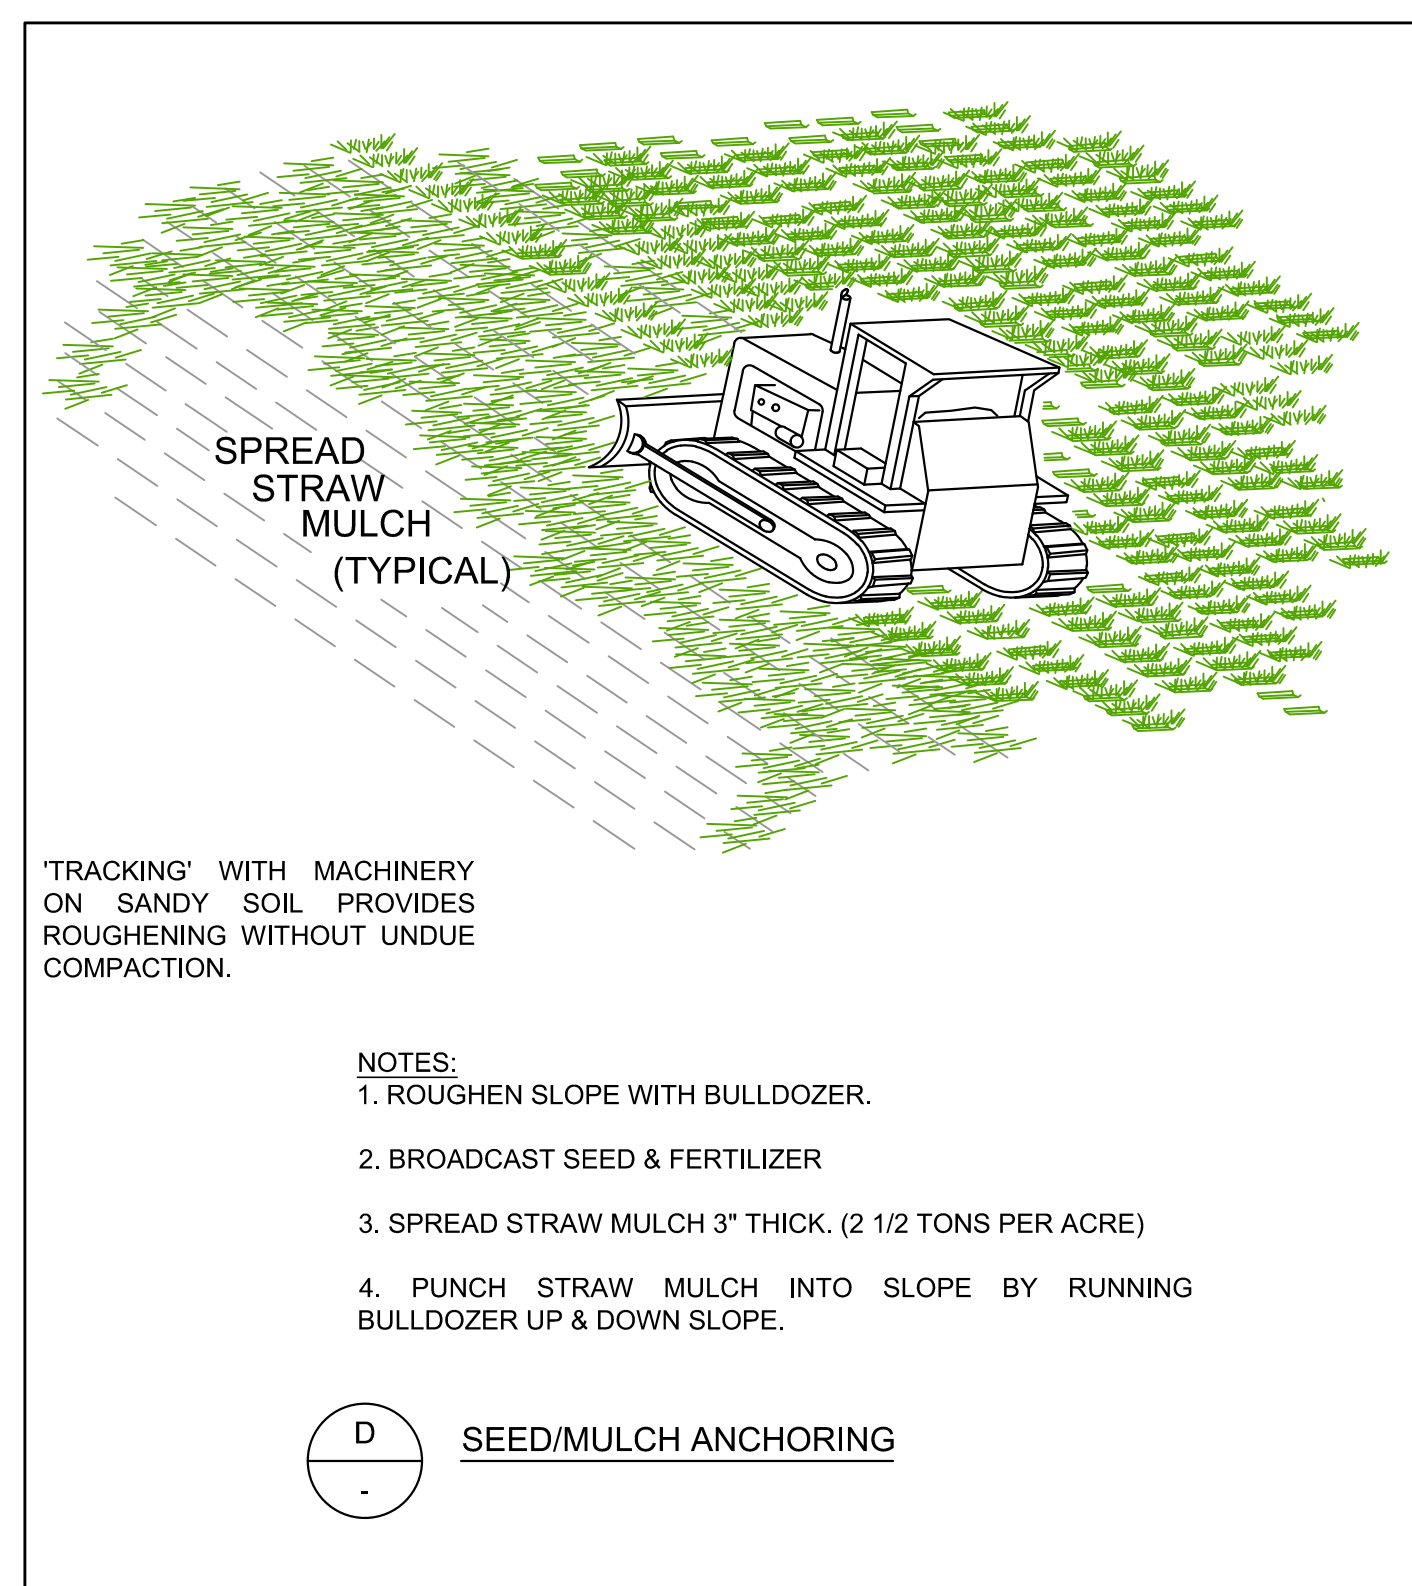 SPREAD
STRAW
MULCH
(TYPICAL)
'TRACKING' WITH MACHINERY
ON SANDY SOIL PROVIDES
ROUGHENING WITHOUT UNDUE
COMPACTION.
NOTES:
1. ROUGHEN SLOPE WITH BULLDOZER.
2. BROADCAST SEED & FERTILIZER
3. SPREAD STRAW MULCH 3" THICK. (2 1/2 TONS PER ACRE)
4. PUNCH STRAW MULCH INTO SLOPE BY RUNNING
BULLDOZER UP & DOWN SLOPE.
D
-
SEED/MULCH ANCHORING